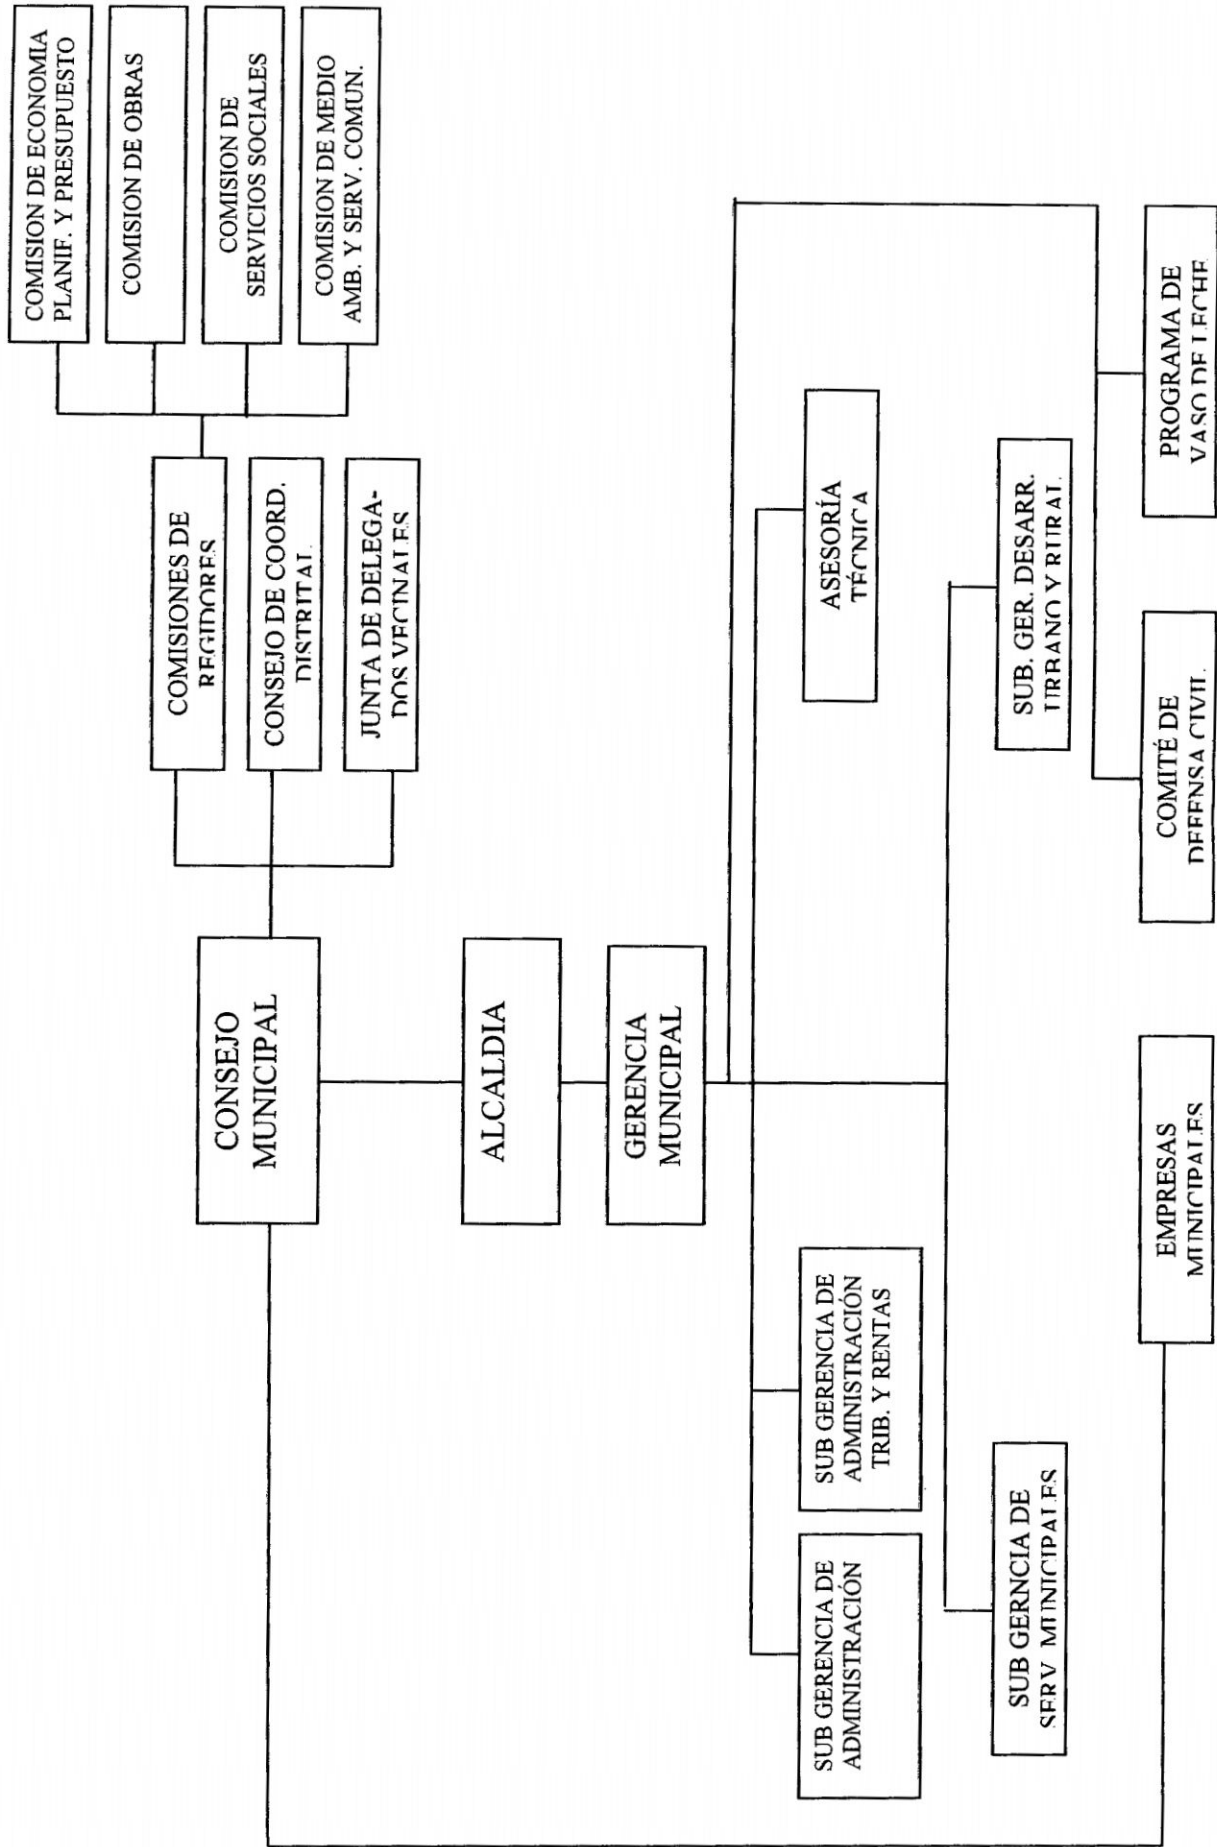 COMISION DE ECONOMIA
PLANIF. Y PRESUPUESTO
COMISION DE OBRAS
COMISION DE
SERVICIOS SOCIALES
COMISION DE MEDIO
AMB. Y SERV. COMUN.
COMISIONES DE
REGIDORES
CONSEJO DE COORD.
DISTRITAL
JUNTA DE DELEGA-
DOS VECINALES
CONSEJO
MUNICIPAL
ALCALDIA
GERENCIA
MUNICIPAL
ASESORÍA
TÉCNICA
SUB GERENCIA DE
ADMINISTRACIÓN
SUB GERENCIA DE
ADMINISTRACIÓN
TRIB. Y RENTAS
SUB GERNCIA DE
SERV. MUNICIPALES
SUB. GER. DESARR.
URBANO Y RURAL.
EMPRESAS
MUNICIPALES
COMITÉ DE
DEFENSA CIVIL.
PROGRAMA DE
VASO DE LECHE